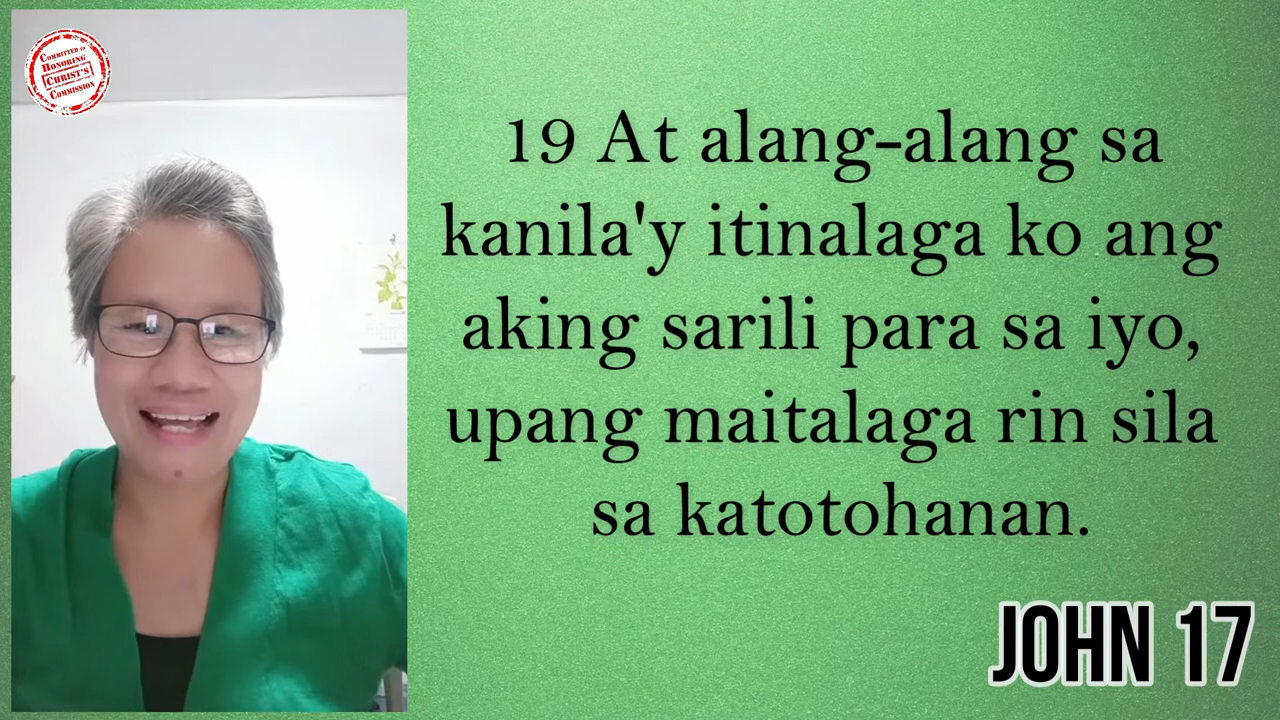 COMMITTED TO
HONORING
CHRIST'S
COMMISSION
19 At alang-alang sa
kanila'y itinalaga ko ang
aking sarili para sa iyo,
upang maitalaga rin sila
sa katotohanan.
JOHN 17